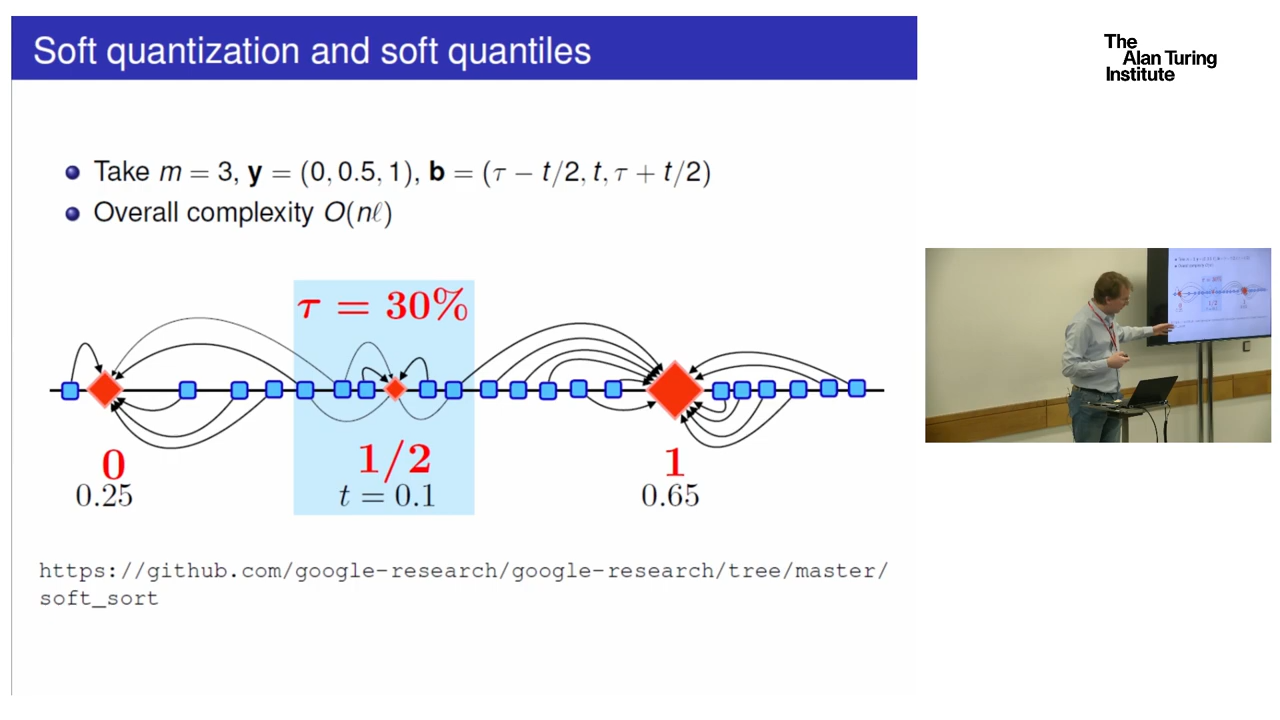 Soft quantization and soft quantiles
The
Alan Turing
Institute
Take m = 3, y = (0, 0.5, 1), b = (τ − t/2, t, τ + t/2)
Overall complexity O(nℓ)
τ = 30%
0
1/2
1
0.25
t = 0.1
0.65
https://github.com/google-research/google-research/tree/master/
soft_sort